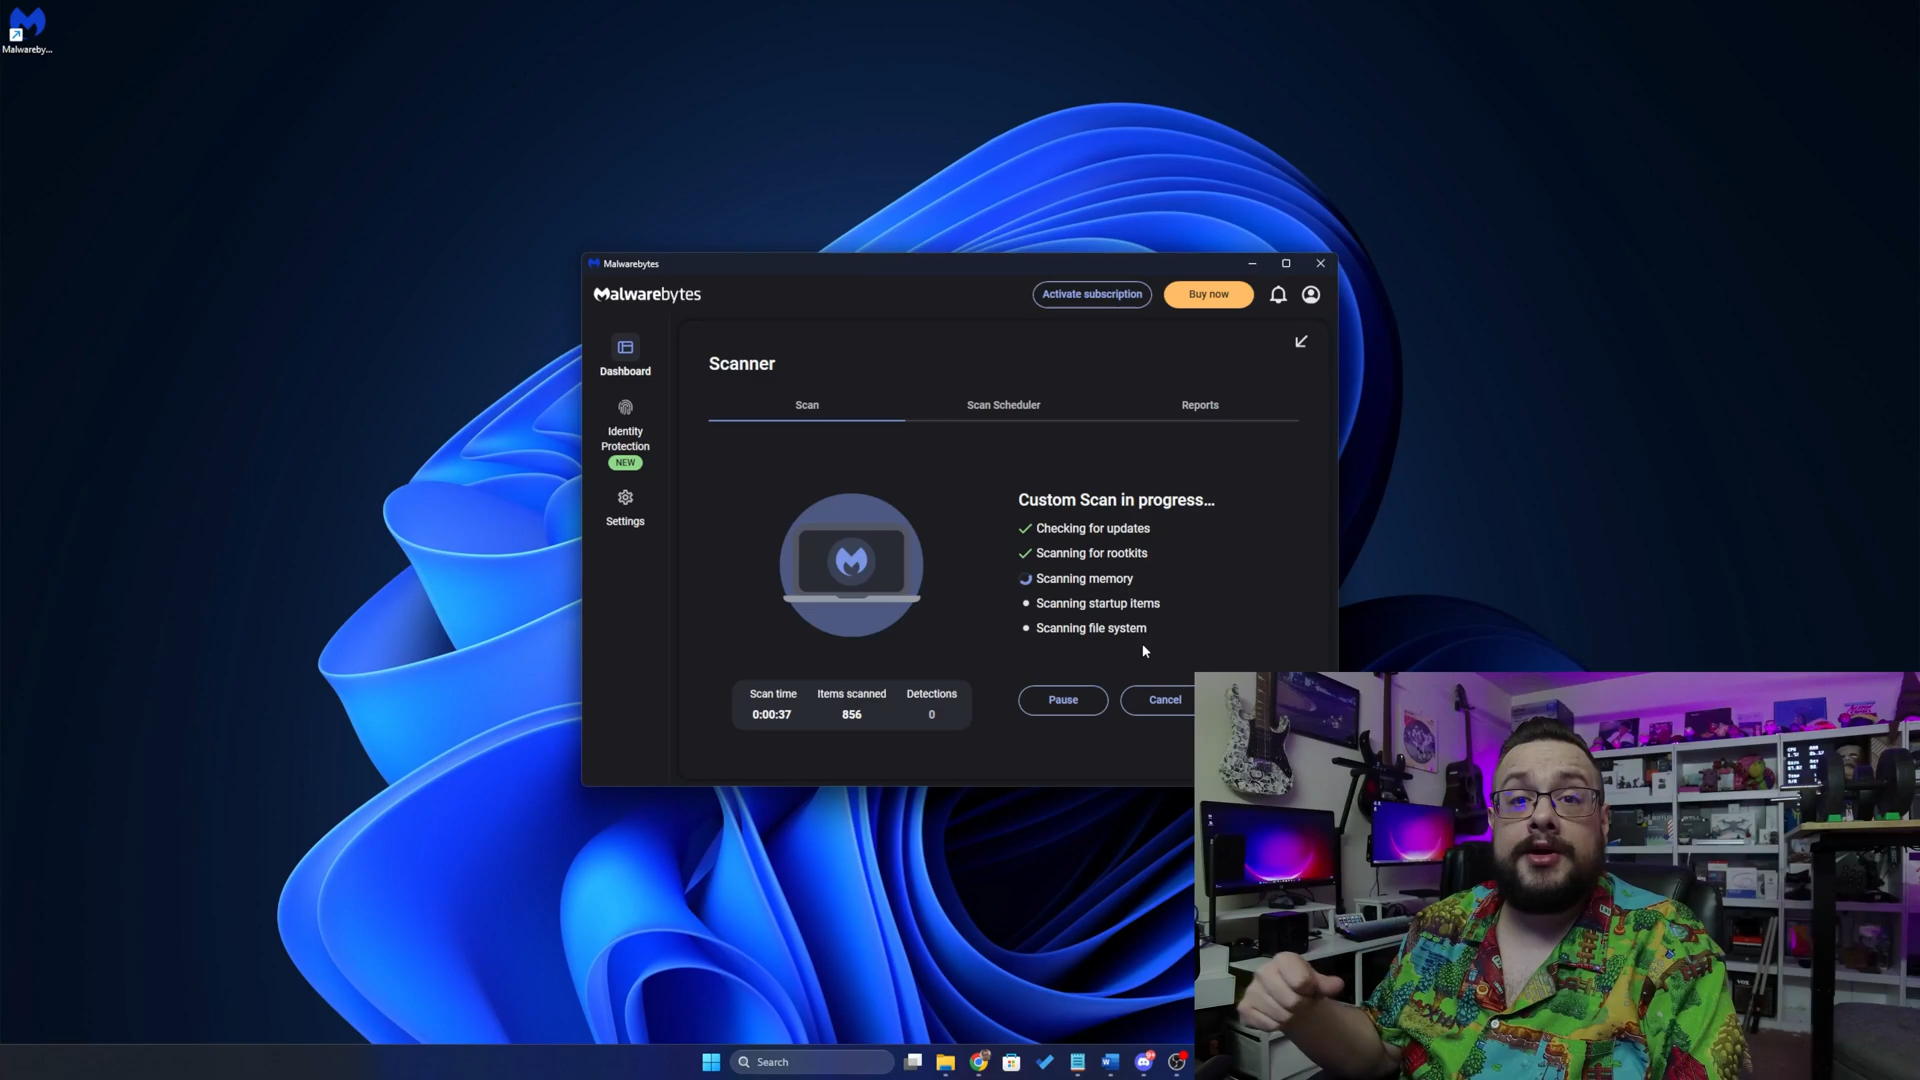 Malwareby...
Malwarebytes
Malwarebytes
Activate subscription
Buy now
Dashboard
Identity
Protection
NEW
Settings
Scanner
Scan
Scan Scheduler
Reports
Custom Scan in progress...
Checking for updates
Scanning for rootkits
Scanning memory
Scanning startup items
Scanning file system
Scan time
Items scanned
Detections
0:00:37
856
0
Pause
Cancel
Search
VOX